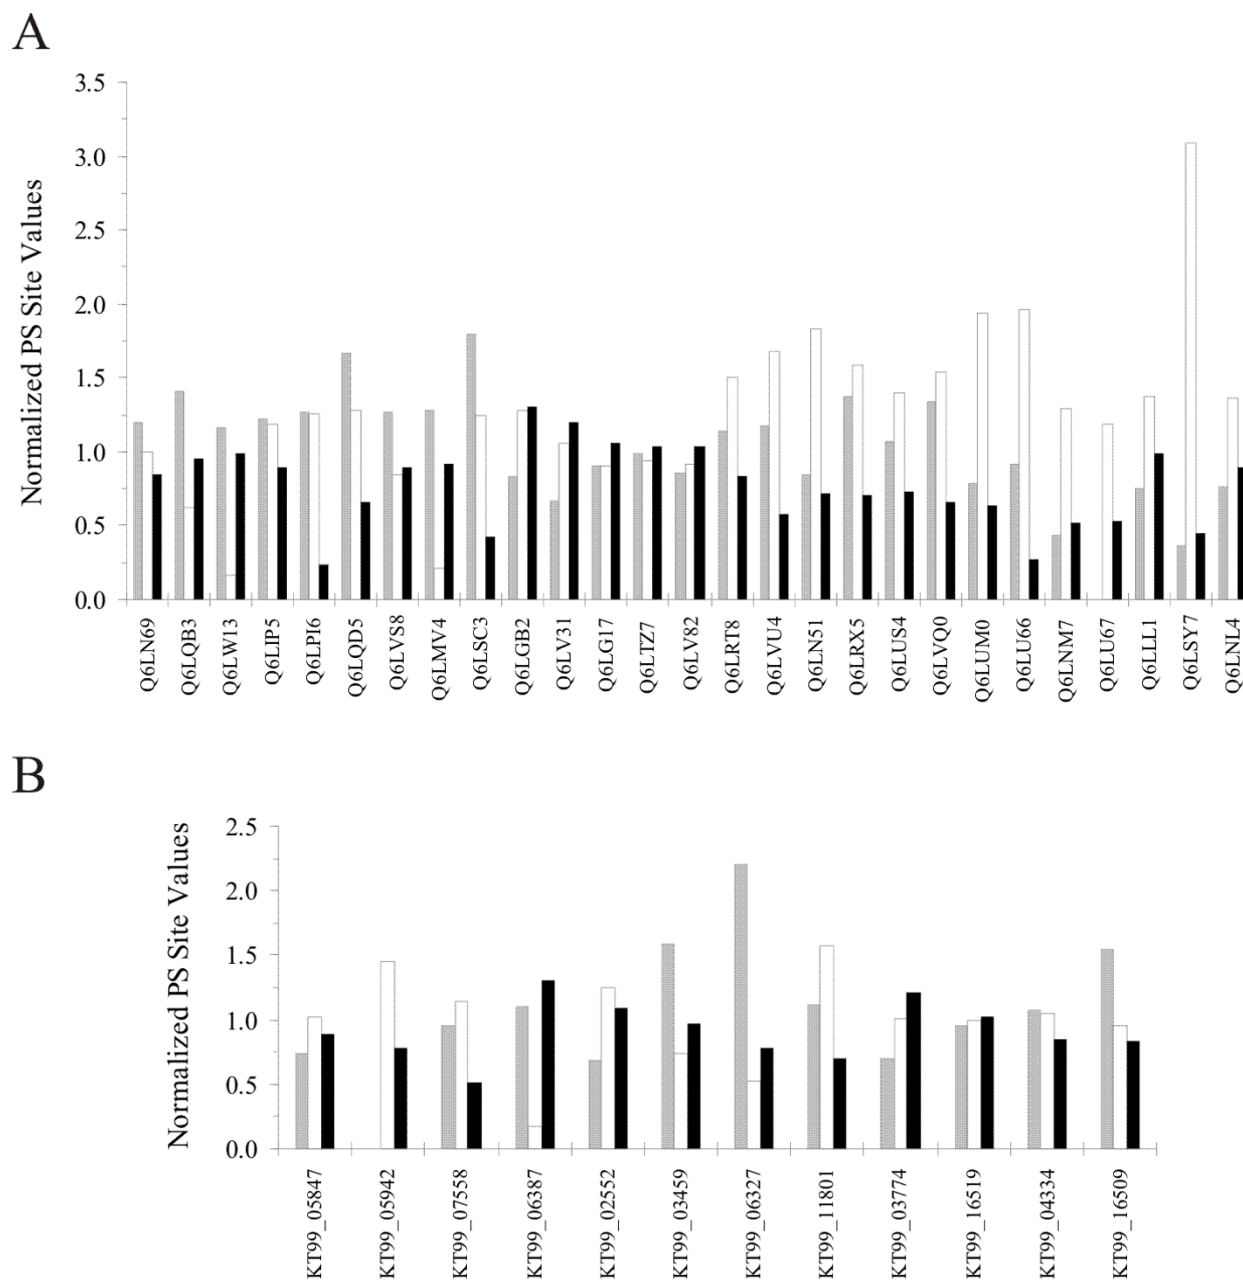 A
Normalized PS Site Values
3.5
3.0
2.5
2.0
1.5
1.0
0.5
0.0
Q6LN69
Q6LQB3
Q6LW13
Q6LIP5
Q6LPI6
Q6LQD5
Q6LVS8
Q6LMV4
Q6LSC3
Q6LGB2
Q6LV31
Q6LG17
Q6LTZ7
Q6LV82
Q6LRT8
Q6LVU4
Q6LN51
Q6LRX5
Q6LUS4
Q6LVQ0
Q6LUM0
Q6LU66
Q6LNM7
Q6LU67
Q6LLL1
Q6LSY7
Q6LNL4
B
Normalized PS Site Values
2.5
2.0
1.5
1.0
0.5
0.0
KT99_05847
KT99_05942
KT99_07558
KT99_06387
KT99_02552
KT99_03459
KT99_06327
KT99_11801
KT99_03774
KT99_16519
KT99_04334
KT99_16509